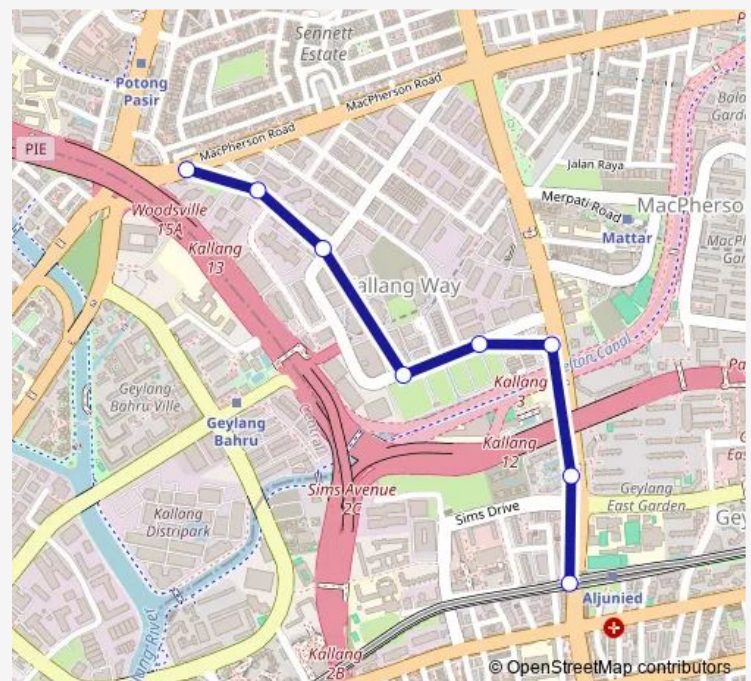 Sennett
Estate
Potong
Pasir
MacPherson Road
MacPherson Road
PIE
Jalan Raya
Merpati Road
MacPherso
Woodsville
15A
Kallang
13
Mattar
allang Way
Geylang
Bahru Ville
Kallang
3
Geylang
Bahru
Kallang
12
Sims Avenue
2C
Geylang
East Garden
Kallang
Distripark
Sims Drive
Aljunied
Kallang
2B
© OpenStreetMap contributors